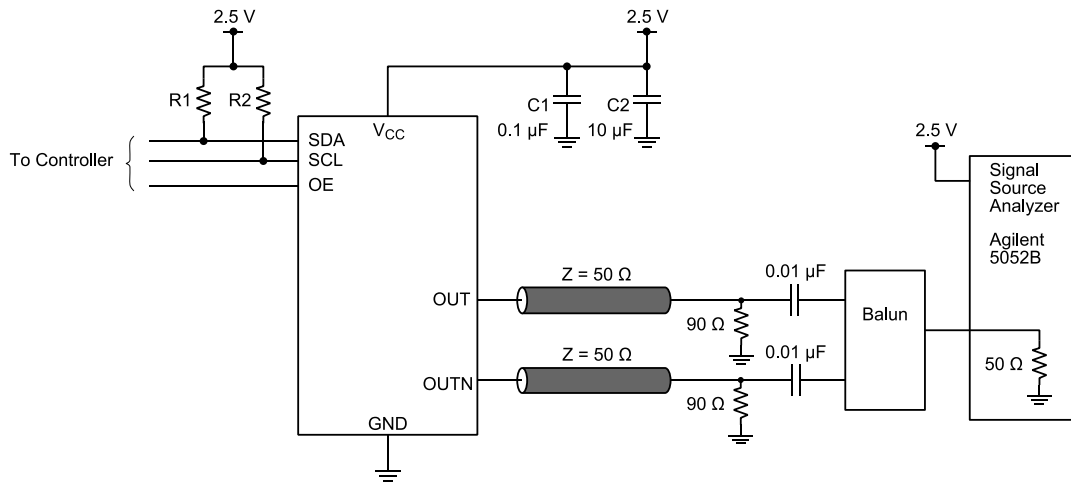 2.5 V
2.5 V
R1
R2
C1
0.1 µF
C2
10 µF
VCC
SDA
SCL
OE
To Controller
2.5 V
Signal
Source
Analyzer
Agilent
5052B
Z = 50 Ω
0.01 µF
OUT
90 Ω
Balun
Z = 50 Ω
0.01 µF
50 Ω
OUTN
90 Ω
GND